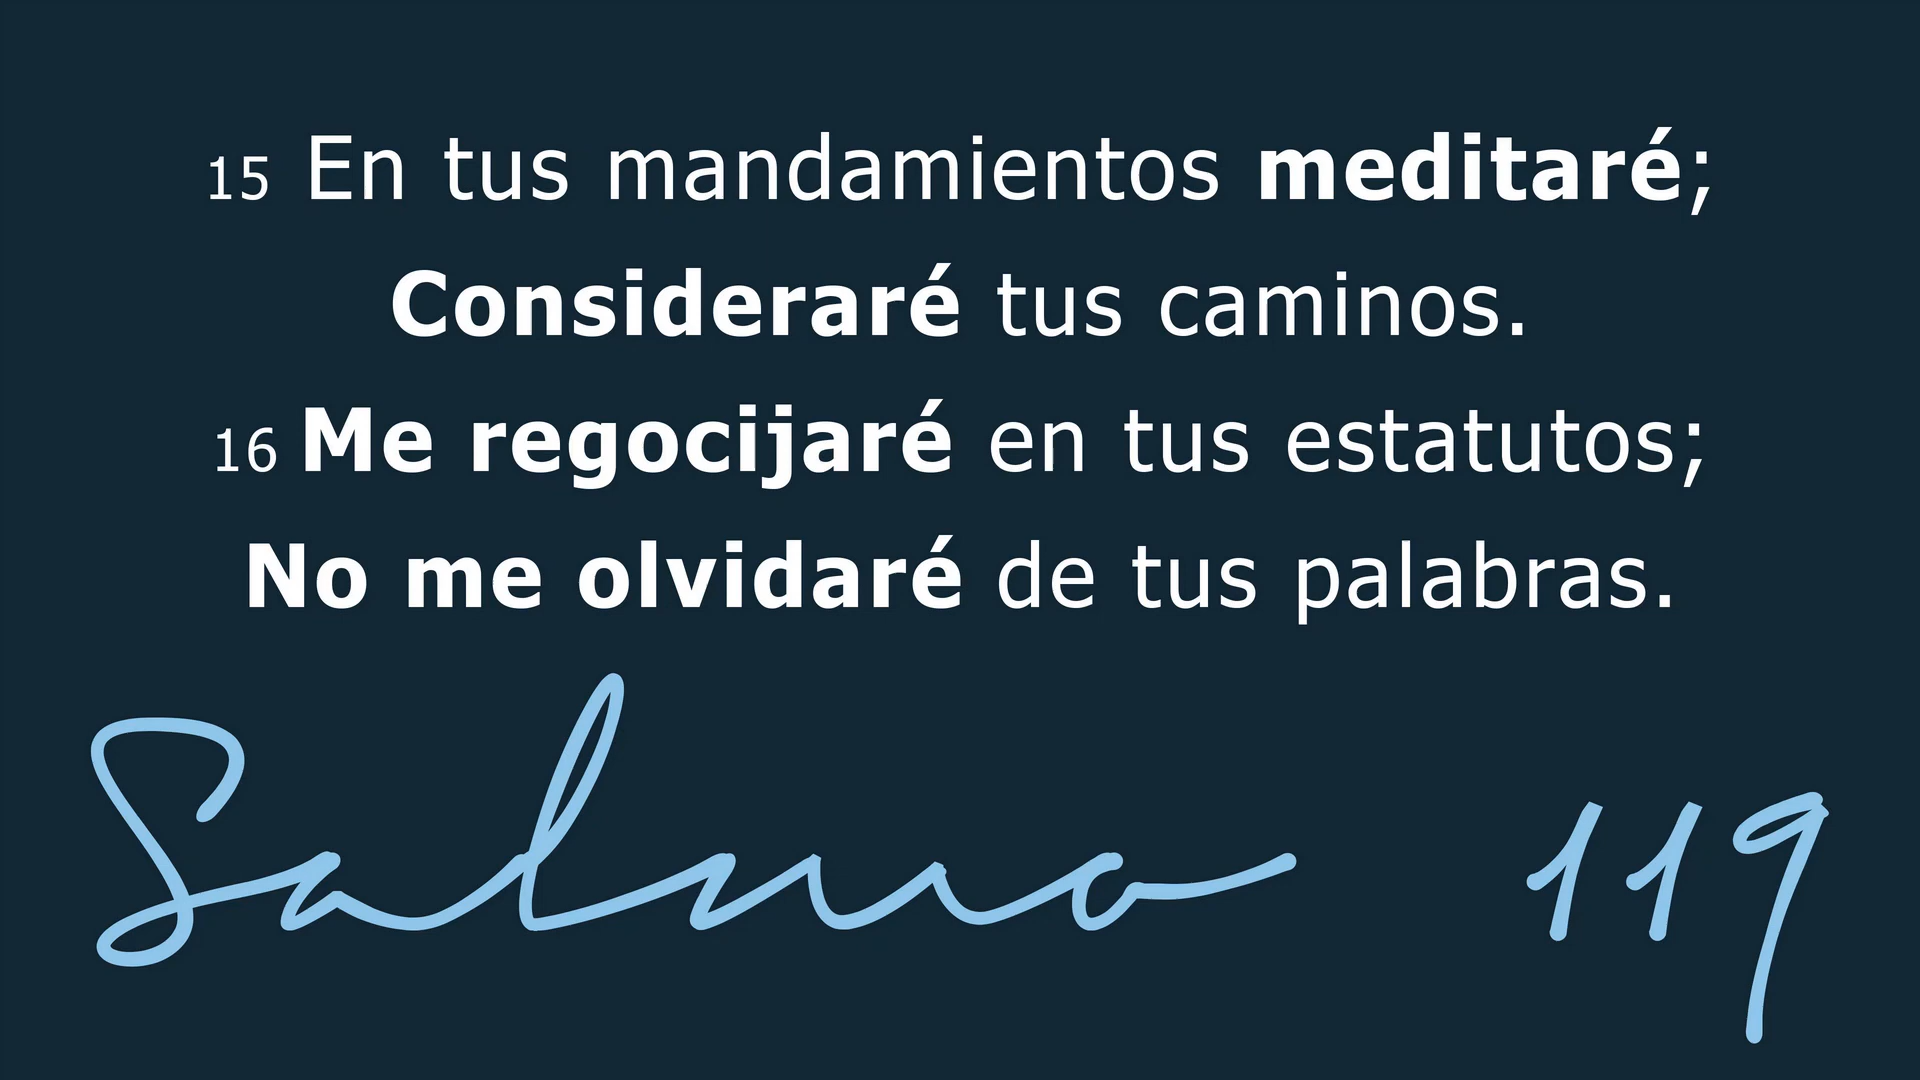 15 En tus mandamientos meditaré;
Consideraré tus caminos.
16 Me regocijaré en tus estatutos;
No me olvidaré de tus palabras.
Salmo 119